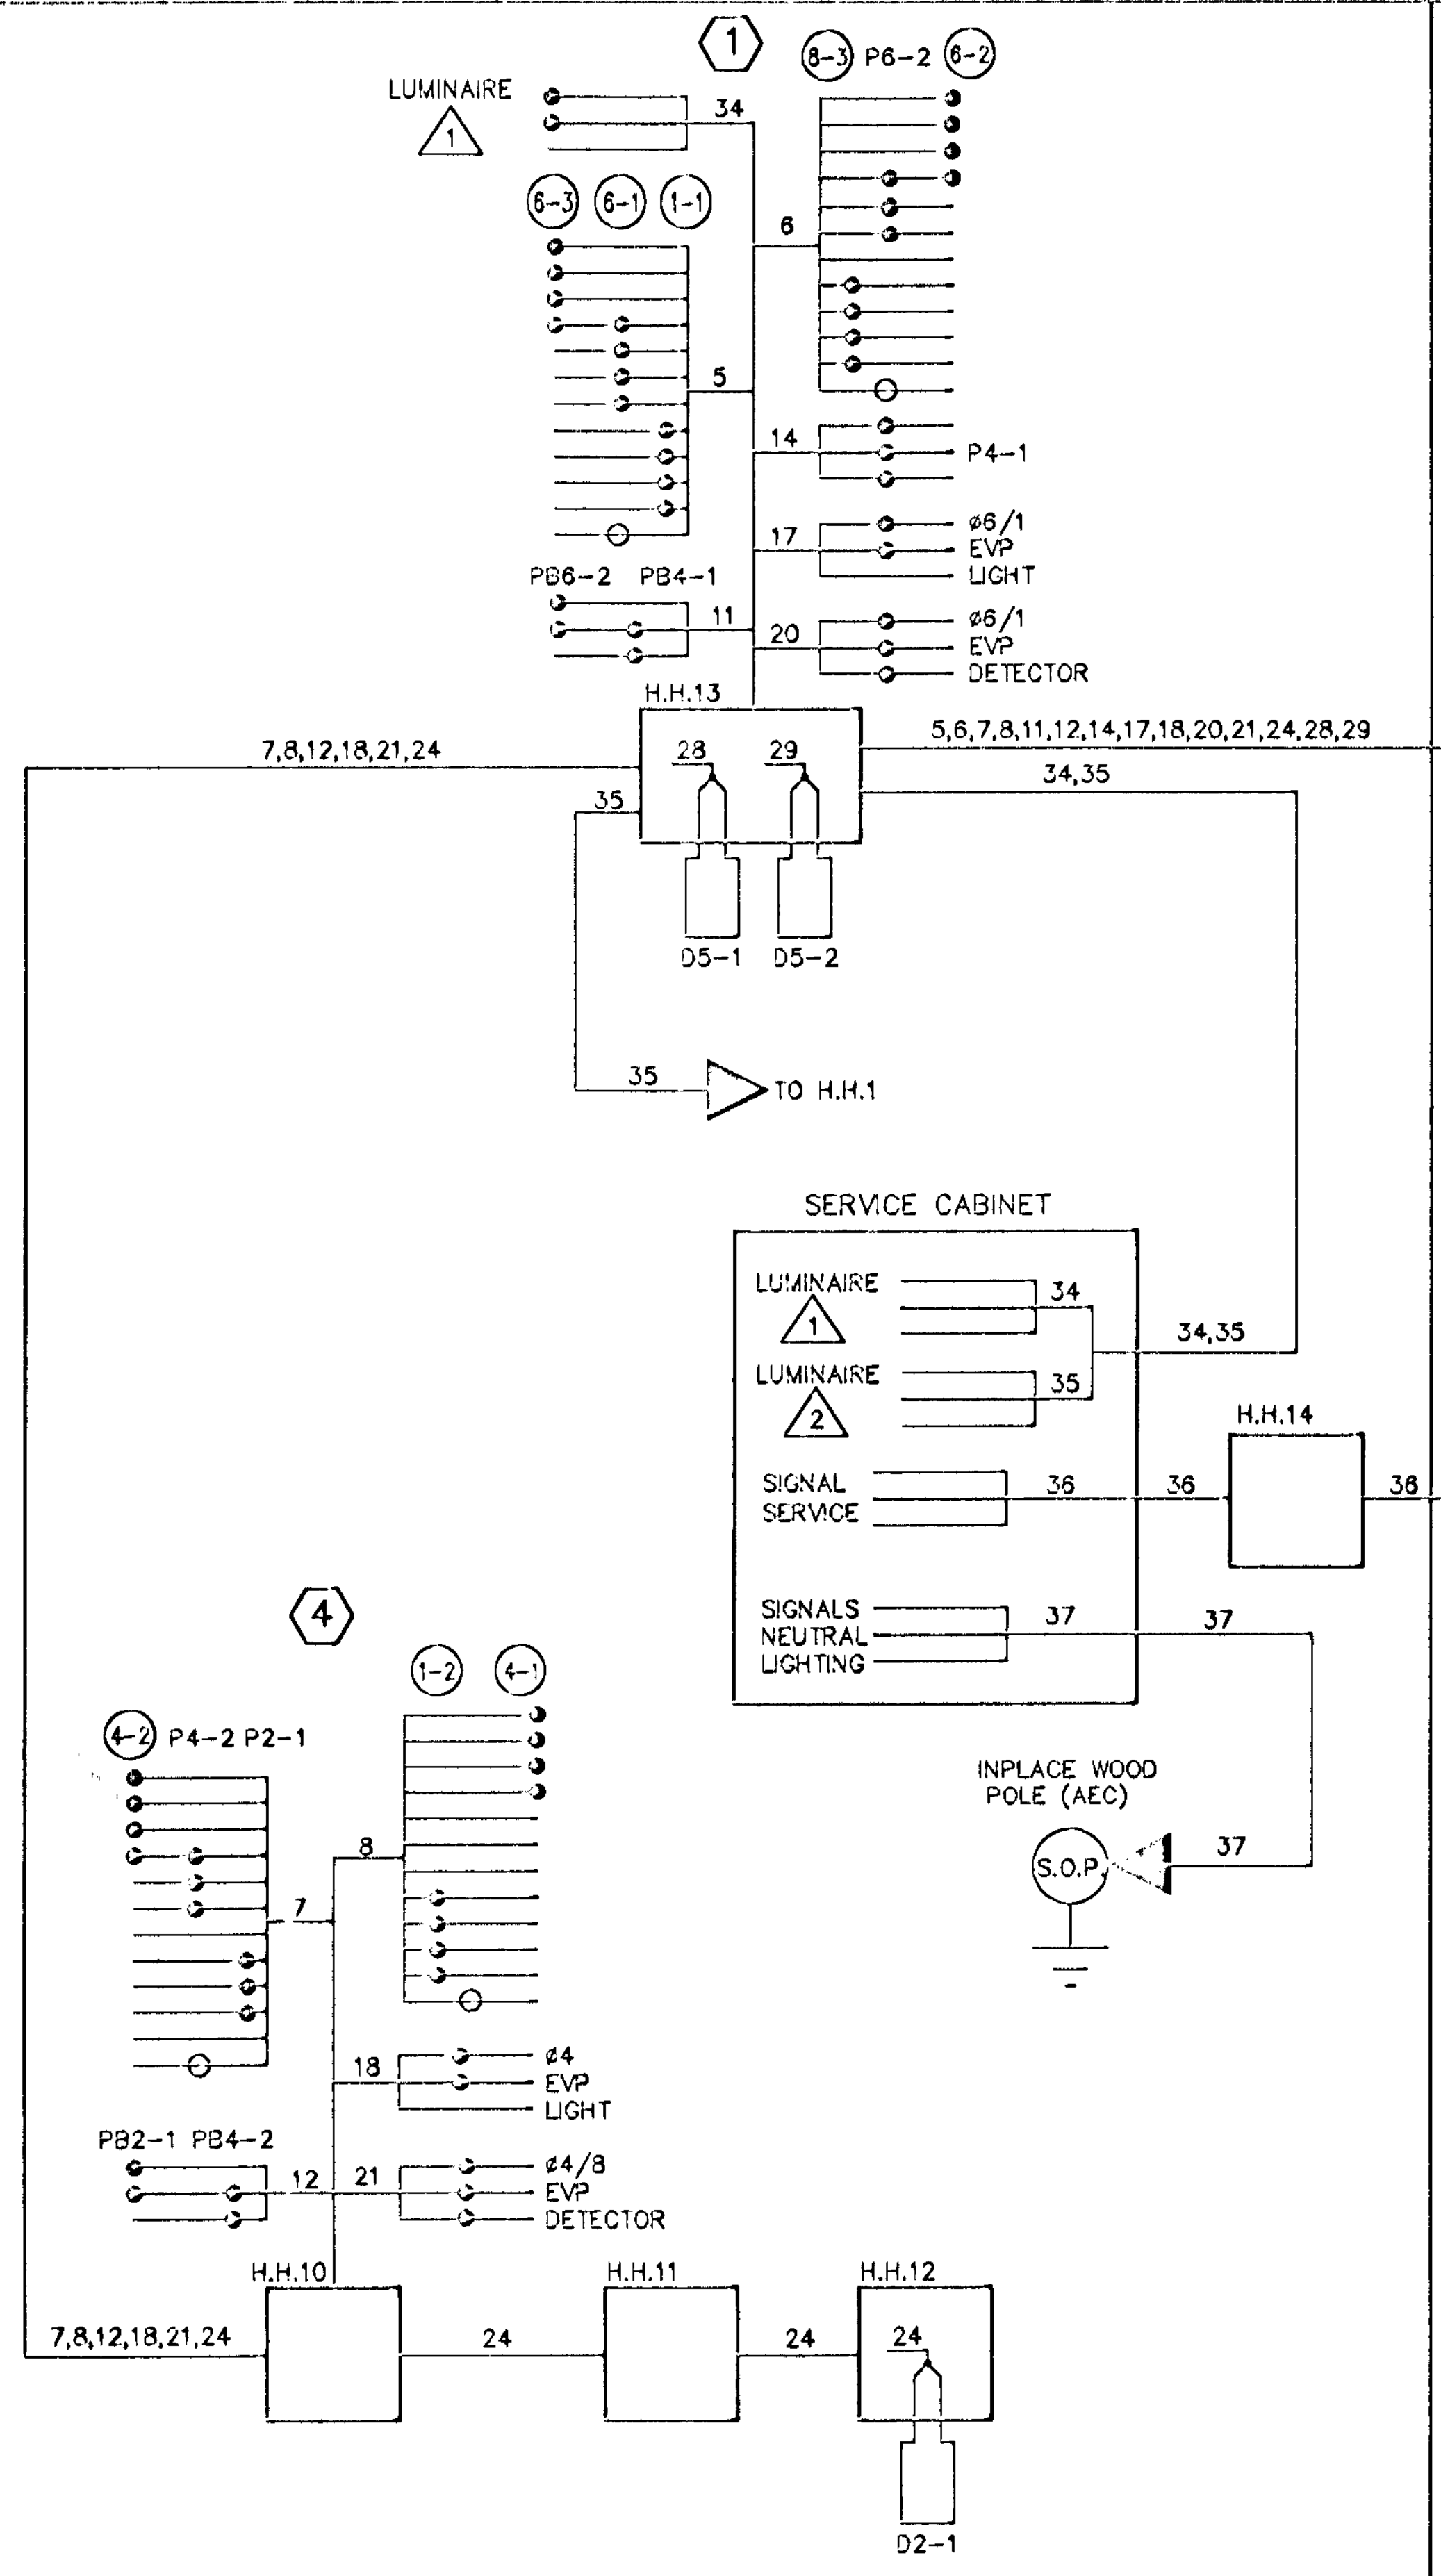 1
8-3 P6-2 6-2
LUMINAIRE
1
34
6-3 6-1 1-1
6
5
14
P4-1
17
ø6/1
EVP
LIGHT
PB6-2 PB4-1
11
20
ø6/1
EVP
DETECTOR
H.H.13
7,8,12,18,21,24
28
29
5,6,7,8,11,12,14,17,18,20,21,24,28,29
34,35
35
D5-1 D5-2
35
TO H.H.1
SERVICE CABINET
LUMINAIRE
1
34
34,35
LUMINAIRE
2
35
H.H.14
SIGNAL
SERVICE
36
36
36
SIGNALS
NEUTRAL
LIGHTING
37
37
4
1-2 4-1
4-2 P4-2 P2-1
INPLACE WOOD
POLE (AEC)
S.O.P.
37
8
7
18
ø4
EVP
LIGHT
PB2-1 PB4-2
12
21
ø4/8
EVP
DETECTOR
H.H.10
H.H.11
H.H.12
7,8,12,18,21,24
24
24
24
D2-1